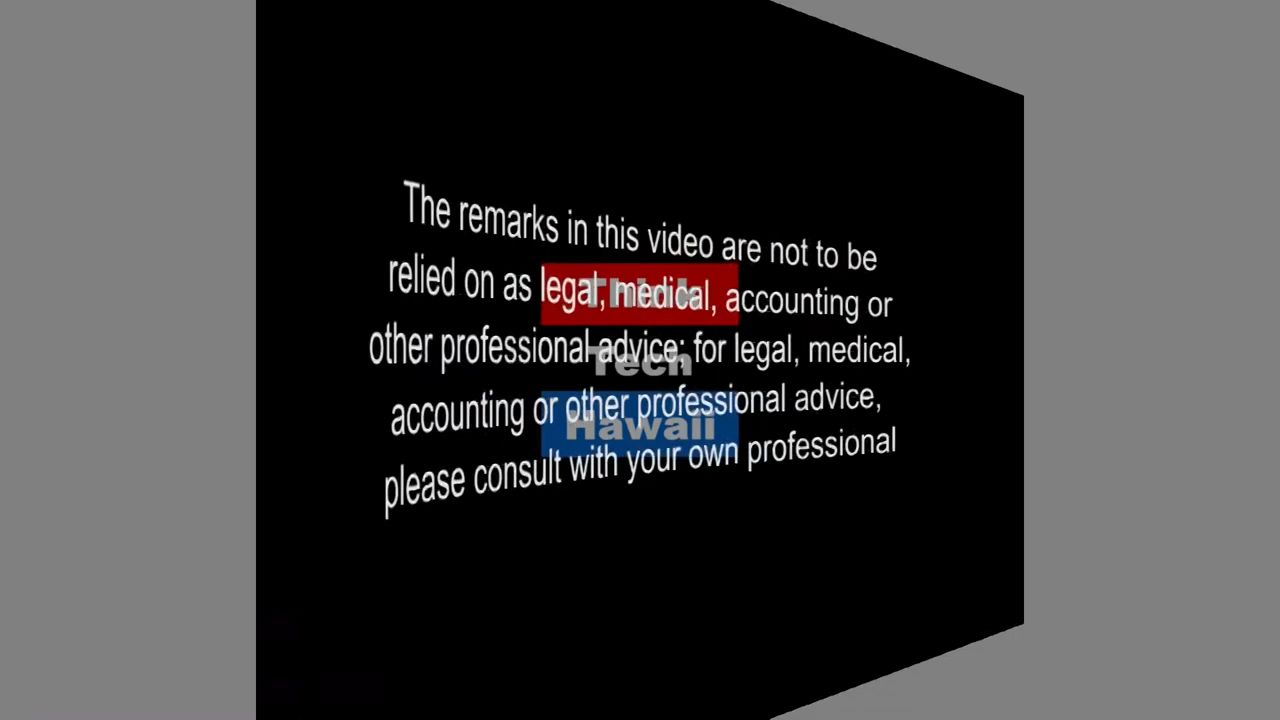 The remarks in this video are not to be
relied on as legal, medical, accounting or
other professional advice; for legal, medical,
accounting or other professional advice,
please consult with your own professional
Think
Tech
Hawaii